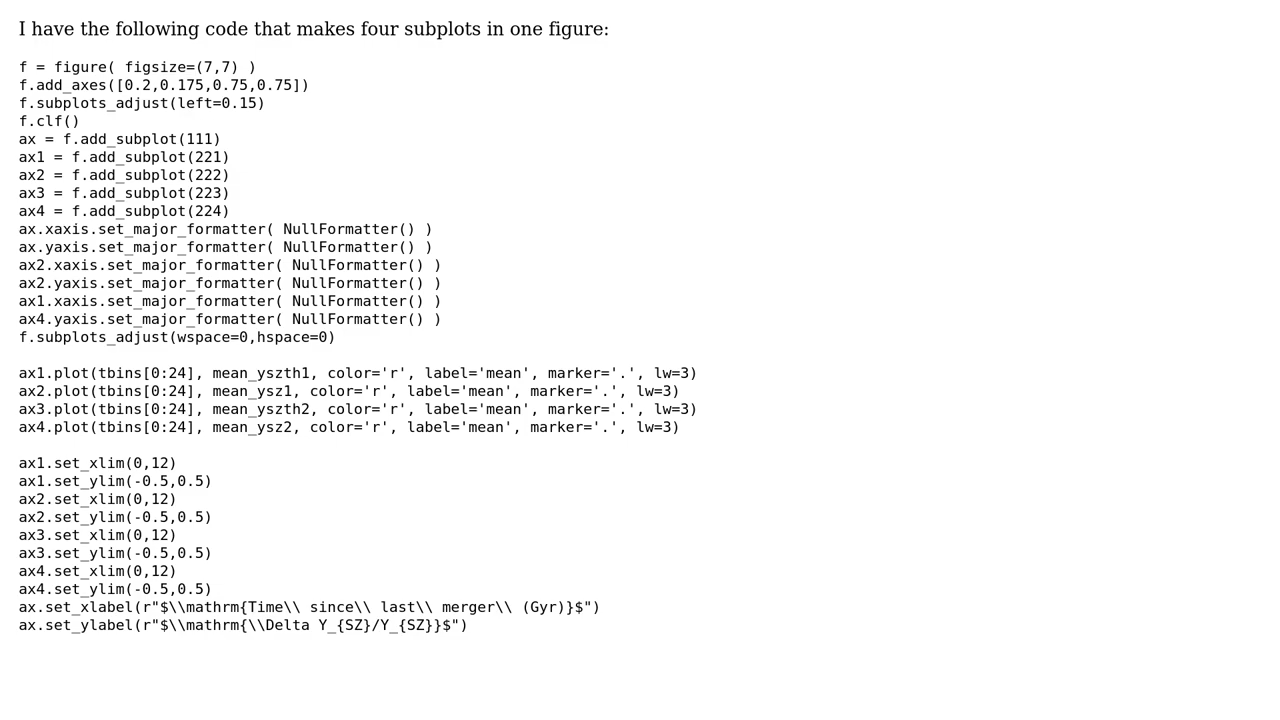 I have the following code that makes four subplots in one figure:
f = figure( figsize=(7,7) )
f.add_axes([0.2,0.175,0.75,0.75])
f.subplots_adjust(left=0.15)
f.clf()
ax = f.add_subplot(111)
ax1 = f.add_subplot(221)
ax2 = f.add_subplot(222)
ax3 = f.add_subplot(223)
ax4 = f.add_subplot(224)
ax.xaxis.set_major_formatter( NullFormatter() )
ax.yaxis.set_major_formatter( NullFormatter() )
ax2.xaxis.set_major_formatter( NullFormatter() )
ax2.yaxis.set_major_formatter( NullFormatter() )
ax1.xaxis.set_major_formatter( NullFormatter() )
ax4.yaxis.set_major_formatter( NullFormatter() )
f.subplots_adjust(wspace=0,hspace=0)
ax1.plot(tbins[0:24], mean_yszth1, color='r', label='mean', marker='.', lw=3)
ax2.plot(tbins[0:24], mean_ysz1, color='r', label='mean', marker='.', lw=3)
ax3.plot(tbins[0:24], mean_yszth2, color='r', label='mean', marker='.', lw=3)
ax4.plot(tbins[0:24], mean_ysz2, color='r', label='mean', marker='.', lw=3)
ax1.set_xlim(0,12)
ax1.set_ylim(-0.5,0.5)
ax2.set_xlim(0,12)
ax2.set_ylim(-0.5,0.5)
ax3.set_xlim(0,12)
ax3.set_ylim(-0.5,0.5)
ax4.set_xlim(0,12)
ax4.set_ylim(-0.5,0.5)
ax.set_xlabel(r"$\\mathrm{Time\\ since\\ last\\ merger\\ (Gyr)}$")
ax.set_ylabel(r"$\\mathrm{\\Delta Y_{SZ}/Y_{SZ}}$")